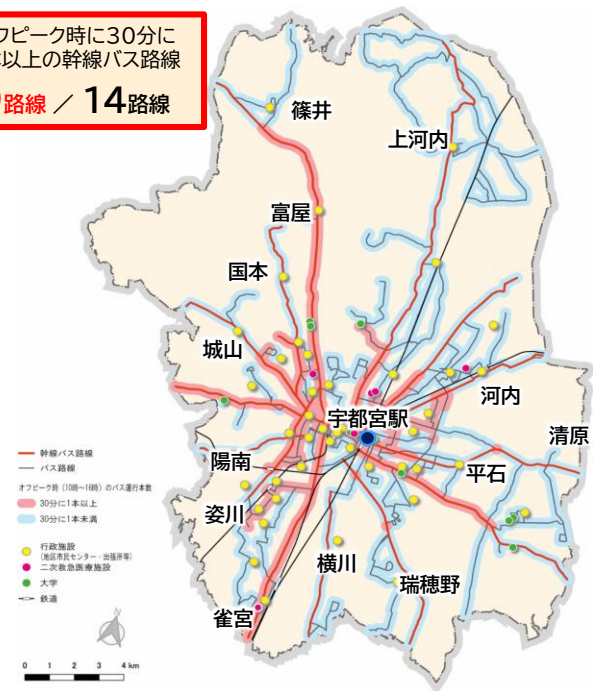 フピーク時に30分に
以上の幹線バス路線
路線 / 14路線
篠井
上河内
富屋
国本
城山
宇都宮駅
河内
清原
陽南
平石
姿川
横川
瑞穂野
雀宮
幹線バス路線
バス路線
オフピーク時(10時~16時)のバス運行本数
30分に1本以上
30分に1本未満
行政施設
(地区市民センター・出張所等)
二次救急医療施設
大学
鉄道
N
0 1 2 3 4 km